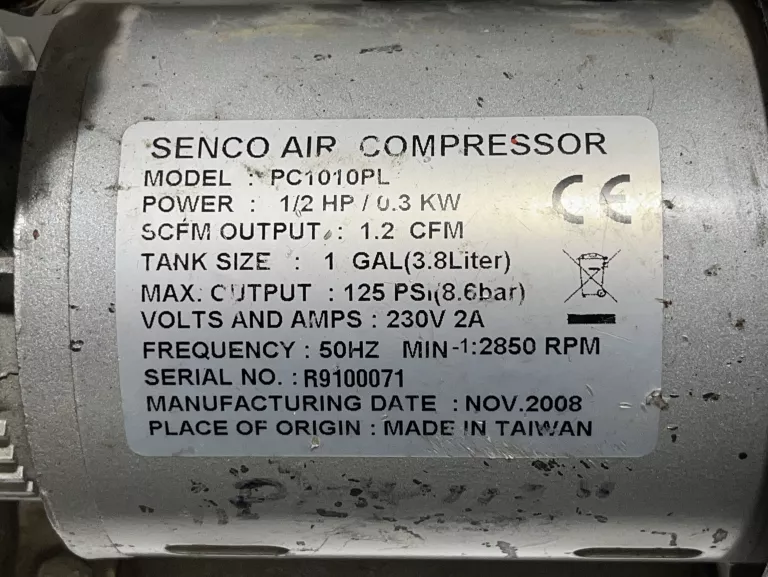 SENCO AIR COMPRESSOR
MODEL : PC1010PL
POWER : 1/2 HP / 0.3 KW
SCFM OUTPUT : 1.2 CFM
TANK SIZE : 1 GAL(3.8Liter)
MAX. OUTPUT : 125 PSI(8.6bar)
VOLTS AND AMPS : 230V 2A
FREQUENCY : 50HZ MIN-1:2850 RPM
SERIAL NO. : R9100071
MANUFACTURING DATE : NOV.2008
PLACE OF ORIGIN : MADE IN TAIWAN
CE